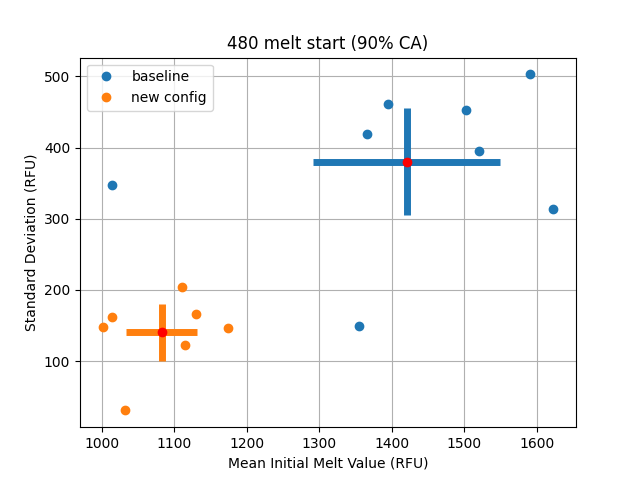 480 melt start (90% CA)
baseline
new config
500
400
300
200
100
Standard Deviation (RFU)
1000 1100 1200 1300 1400 1500 1600
Mean Initial Melt Value (RFU)